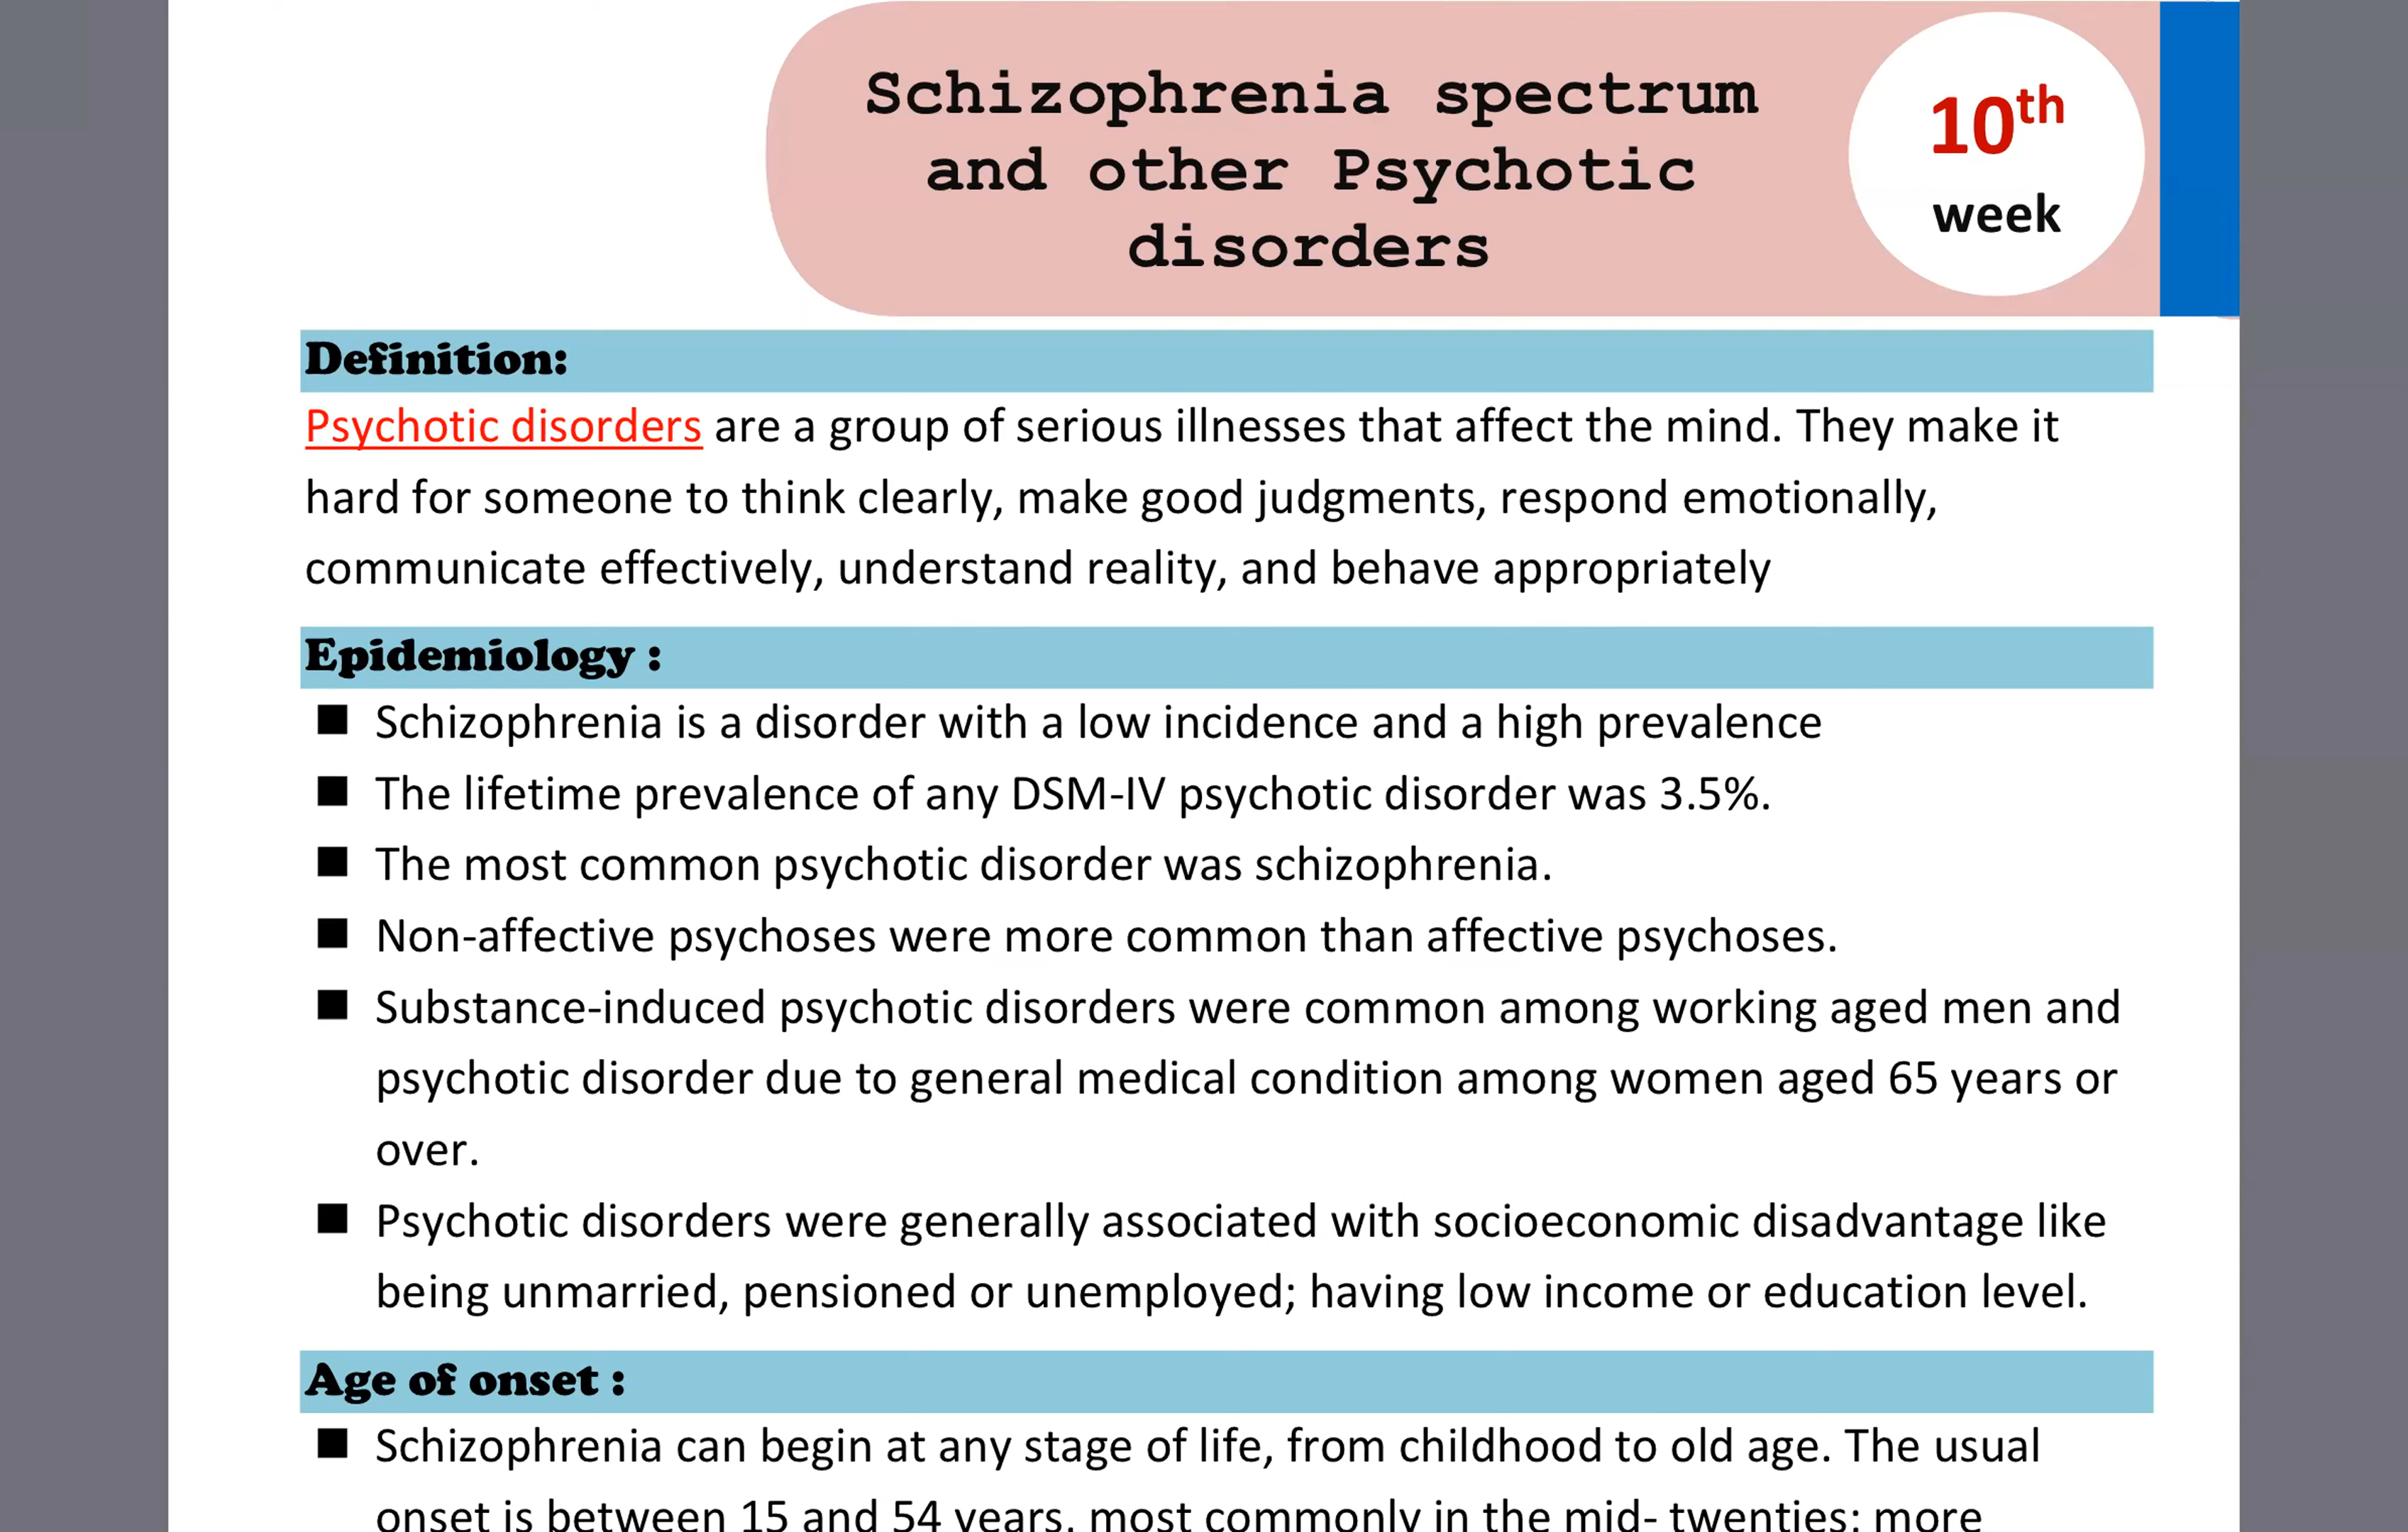 Schizophrenia spectrum
and other Psychotic
disorders
10th
week
Definition:
Psychotic disorders are a group of serious illnesses that affect the mind. They make it
hard for someone to think clearly, make good judgments, respond emotionally,
communicate effectively, understand reality, and behave appropriately
Epidemiology :
■ Schizophrenia is a disorder with a low incidence and a high prevalence
■ The lifetime prevalence of any DSM-IV psychotic disorder was 3.5%.
■ The most common psychotic disorder was schizophrenia.
■ Non-affective psychoses were more common than affective psychoses.
■ Substance-induced psychotic disorders were common among working aged men and
psychotic disorder due to general medical condition among women aged 65 years or
over.
■ Psychotic disorders were generally associated with socioeconomic disadvantage like
being unmarried, pensioned or unemployed; having low income or education level.
Age of onset :
■ Schizophrenia can begin at any stage of life, from childhood to old age. The usual
onset is between 15 and 54 years, most commonly in the mid- twenties; more